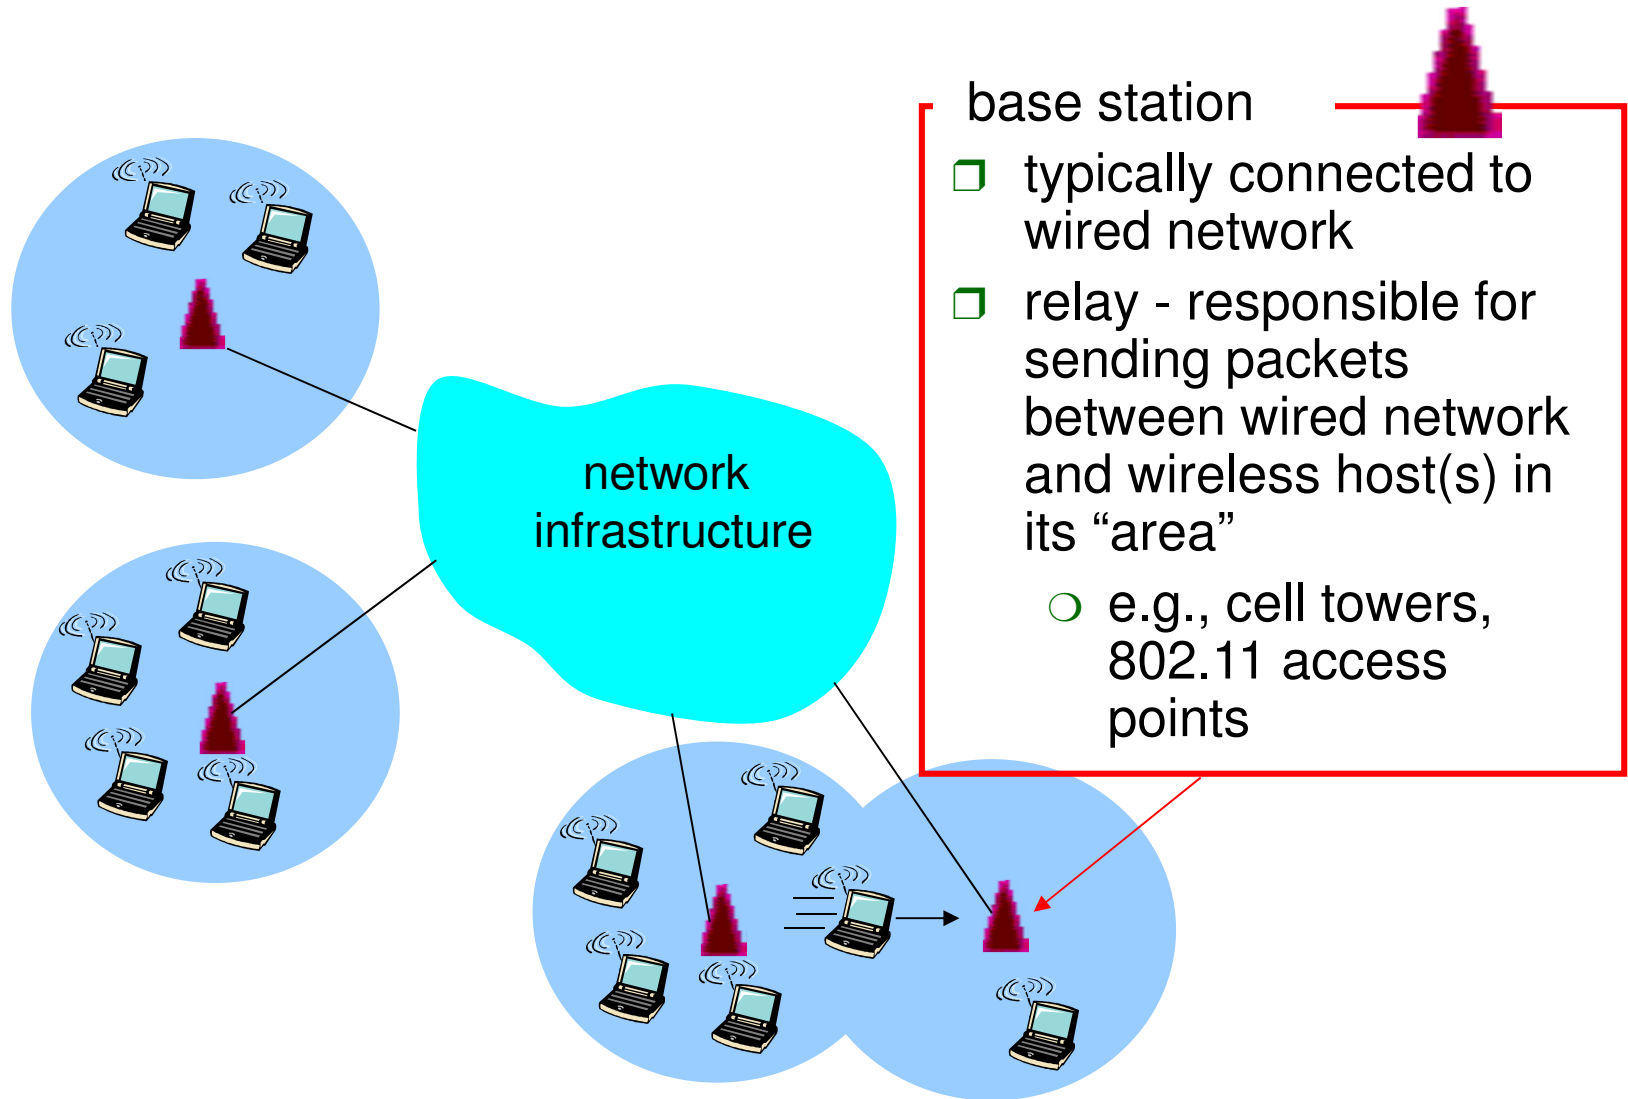 base station
❒ typically connected to
wired network
❒ relay - responsible for
sending packets
between wired network
and wireless host(s) in
its “area”
❍ e.g., cell towers,
802.11 access
points
network
infrastructure